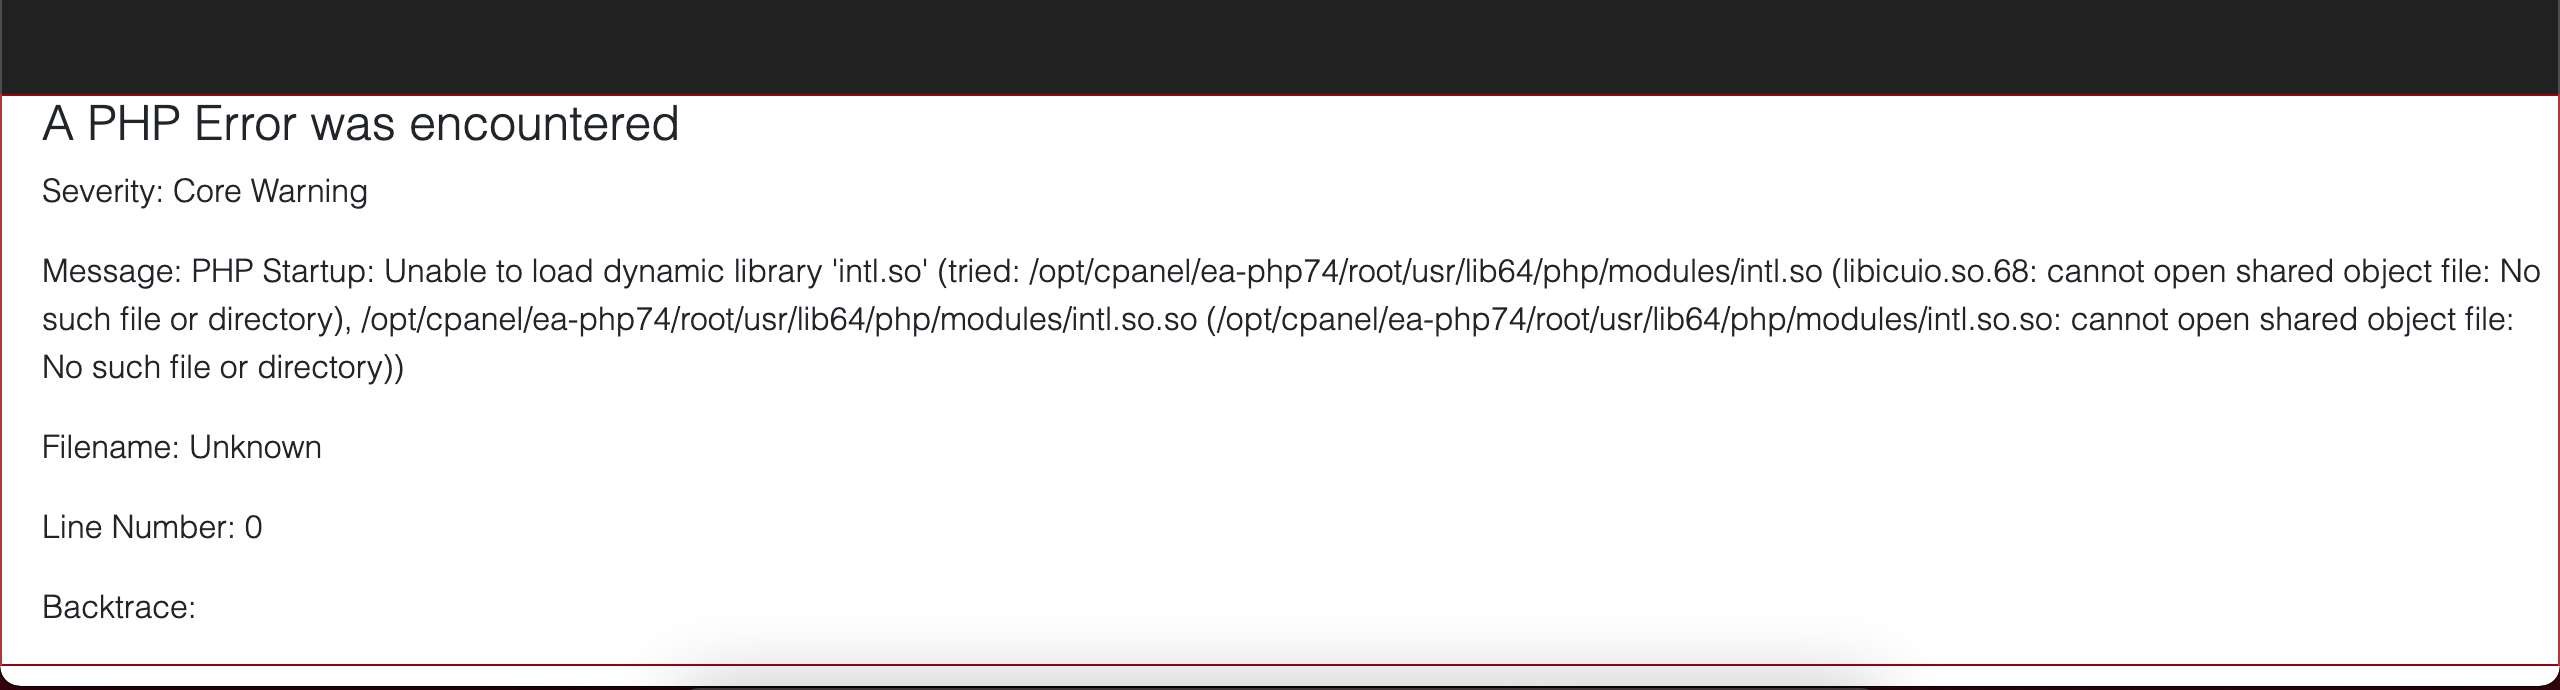 A PHP Error was encountered
Severity: Core Warning
Message: PHP Startup: Unable to load dynamic library 'intl.so' (tried: /opt/cpanel/ea-php74/root/usr/lib64/php/modules/intl.so (libicuio.so.68: cannot open shared object file: No
such file or directory), /opt/cpanel/ea-php74/root/usr/lib64/php/modules/intl.so.so (/opt/cpanel/ea-php74/root/usr/lib64/php/modules/intl.so.so: cannot open shared object file:
No such file or directory))
Filename: Unknown
Line Number: 0
Backtrace: